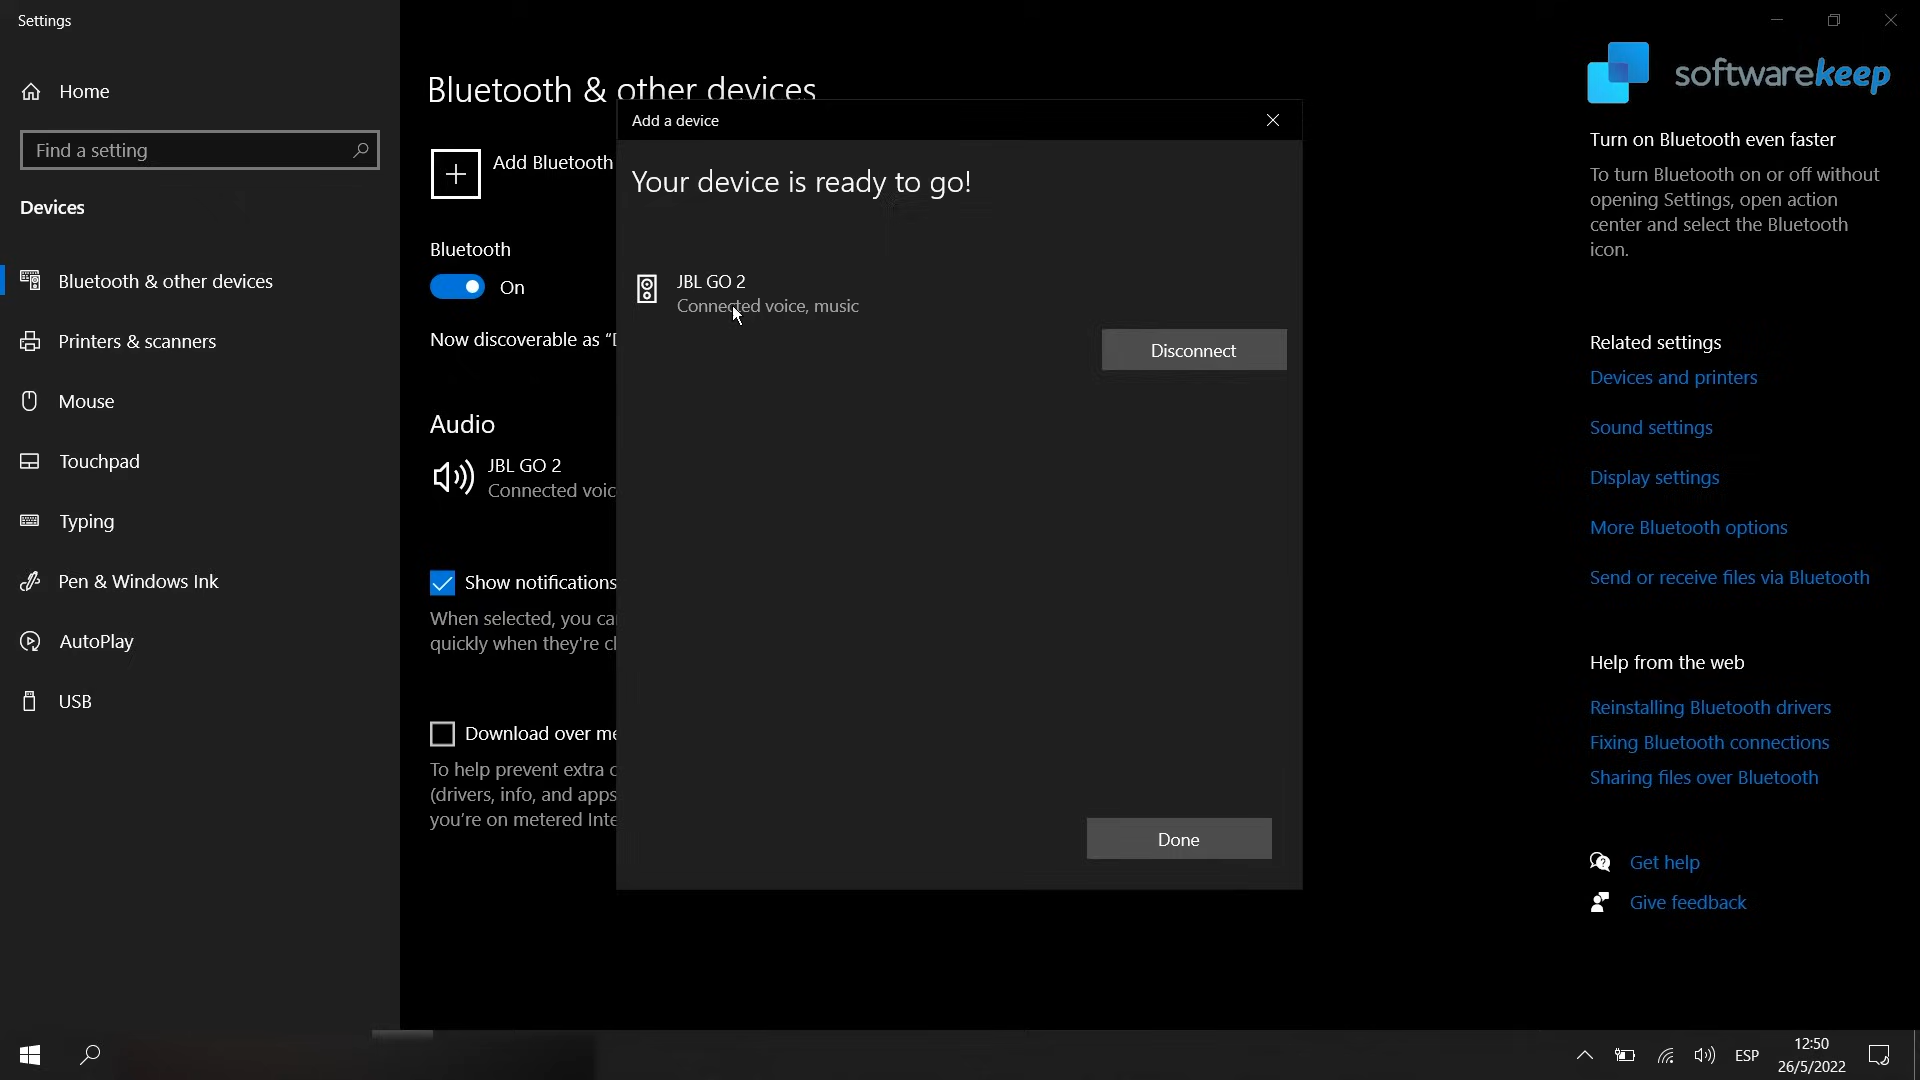 Settings
Home
Find a setting
Devices
Bluetooth & other devices
Printers & scanners
Mouse
Touchpad
Typing
Pen & Windows Ink
AutoPlay
USB
Bluetooth & other devices
Add Bluetooth
Bluetooth
On
Now discoverable as “
Audio
JBL GO 2
Connected voic
Show notifications
When selected, you ca
quickly when they're cl
Download over me
To help prevent extra c
(drivers, info, and apps
you’re on metered Inte
Add a device
Your device is ready to go!
JBL GO 2
Connected voice, music
Disconnect
Done
softwarekeep
Turn on Bluetooth even faster
To turn Bluetooth on or off without
opening Settings, open action
center and select the Bluetooth
icon.
Related settings
Devices and printers
Sound settings
Display settings
More Bluetooth options
Send or receive files via Bluetooth
Help from the web
Reinstalling Bluetooth drivers
Fixing Bluetooth connections
Sharing files over Bluetooth
Get help
Give feedback
ESP
12:50
26/5/2022